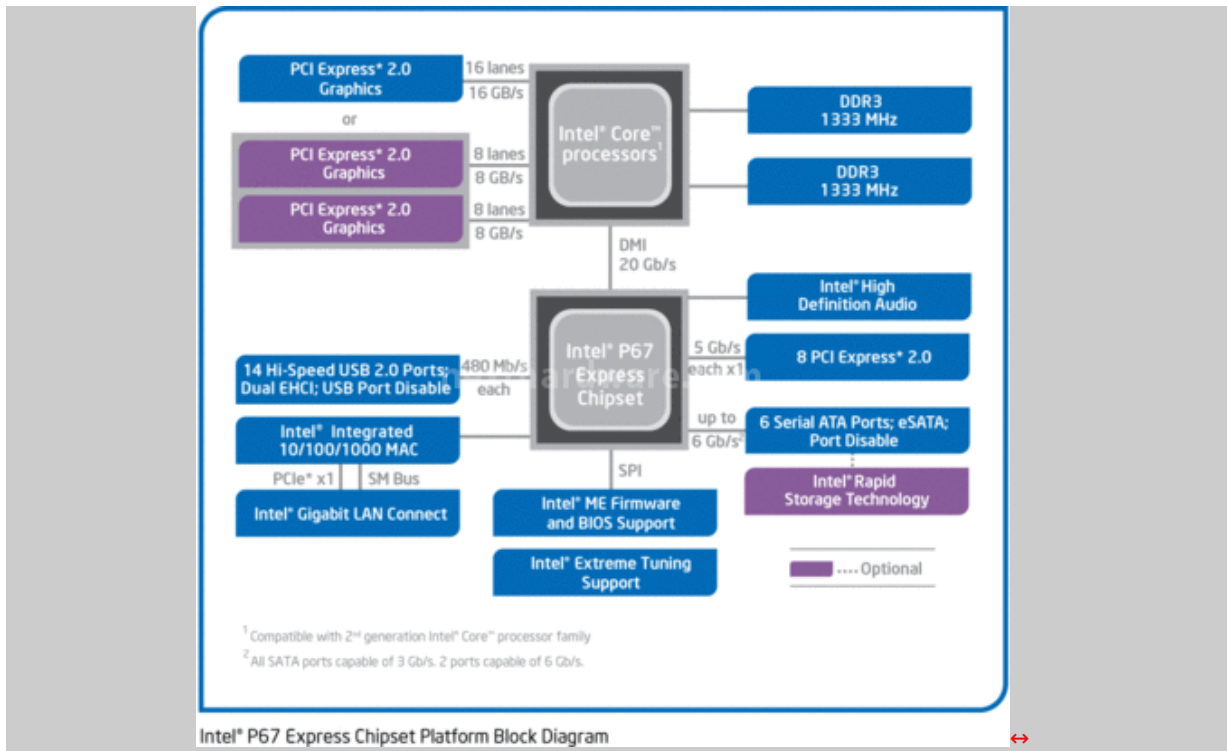 PCI Express* 2.0
Graphics
16 lanes
16 GB/s
or
PCI Express* 2.0
Graphics
8 lanes
8 GB/s
PCI Express* 2.0
Graphics
8 lanes
8 GB/s
Intel® Core™
processors¹
DDR3
1333 MHz
DDR3
1333 MHz
DMI
20 Gb/s
Intel® P67
Express
Chipset
Intel® High
Definition Audio
5 Gb/s
each x1
8 PCI Express* 2.0
14 Hi-Speed USB 2.0 Ports;
Dual EHCI; USB Port Disable
480 Mb/s
each
Intel® Integrated
10/100/1000 MAC
PCIe* x1
SM Bus
Intel® Gigabit LAN Connect
up to
6 Gb/s²
6 Serial ATA Ports; eSATA;
Port Disable
Intel® Rapid
Storage Technology
SPI
Intel® ME Firmware
and BIOS Support
Intel® Extreme Tuning
Support
Optional
¹ Compatible with 2ⁿᵈ generation Intel® Core™ processor family
² All SATA ports capable of 3 Gb/s. 2 ports capable of 6 Gb/s.
Intel® P67 Express Chipset Platform Block Diagram